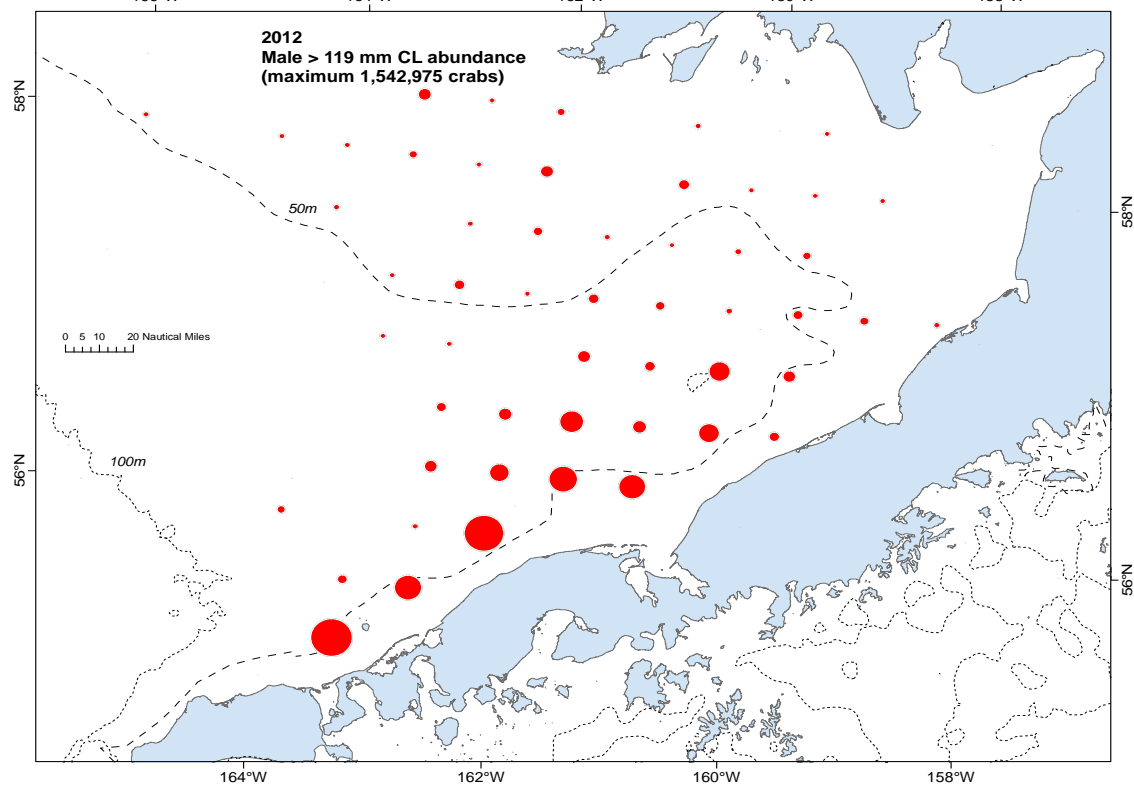 2012
Male > 119 mm CL abundance
(maximum 1,542,975 crabs)
58°N
58°N
50m
0 5 10 20 Nautical Miles
100m
56°N
56°N
164°W
162°W
160°W
158°W